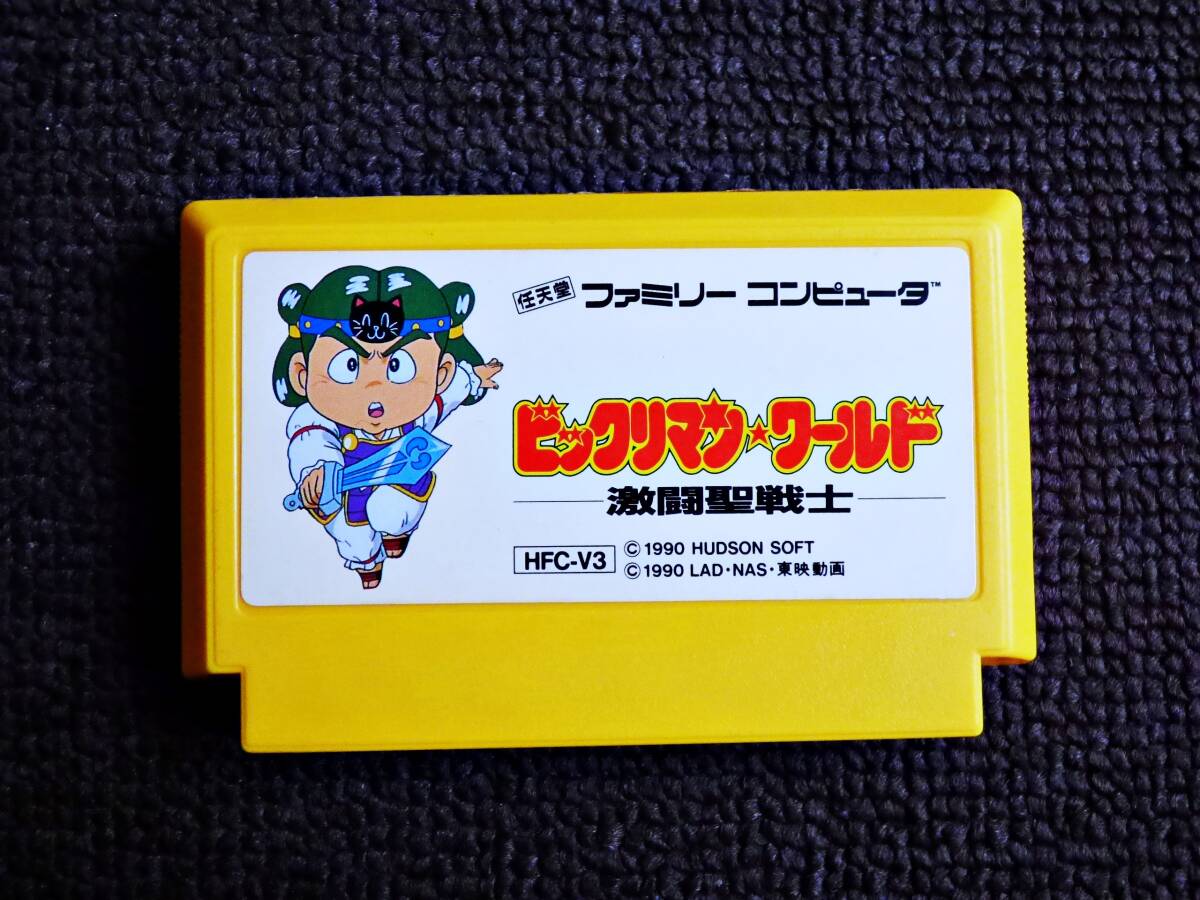 任天堂 ファミリー コンピュータ™
ビックリマン★ワールド
激闘聖戦士
HFC-V3
© 1990 HUDSON SOFT
© 1990 LAD・NAS・東映動画